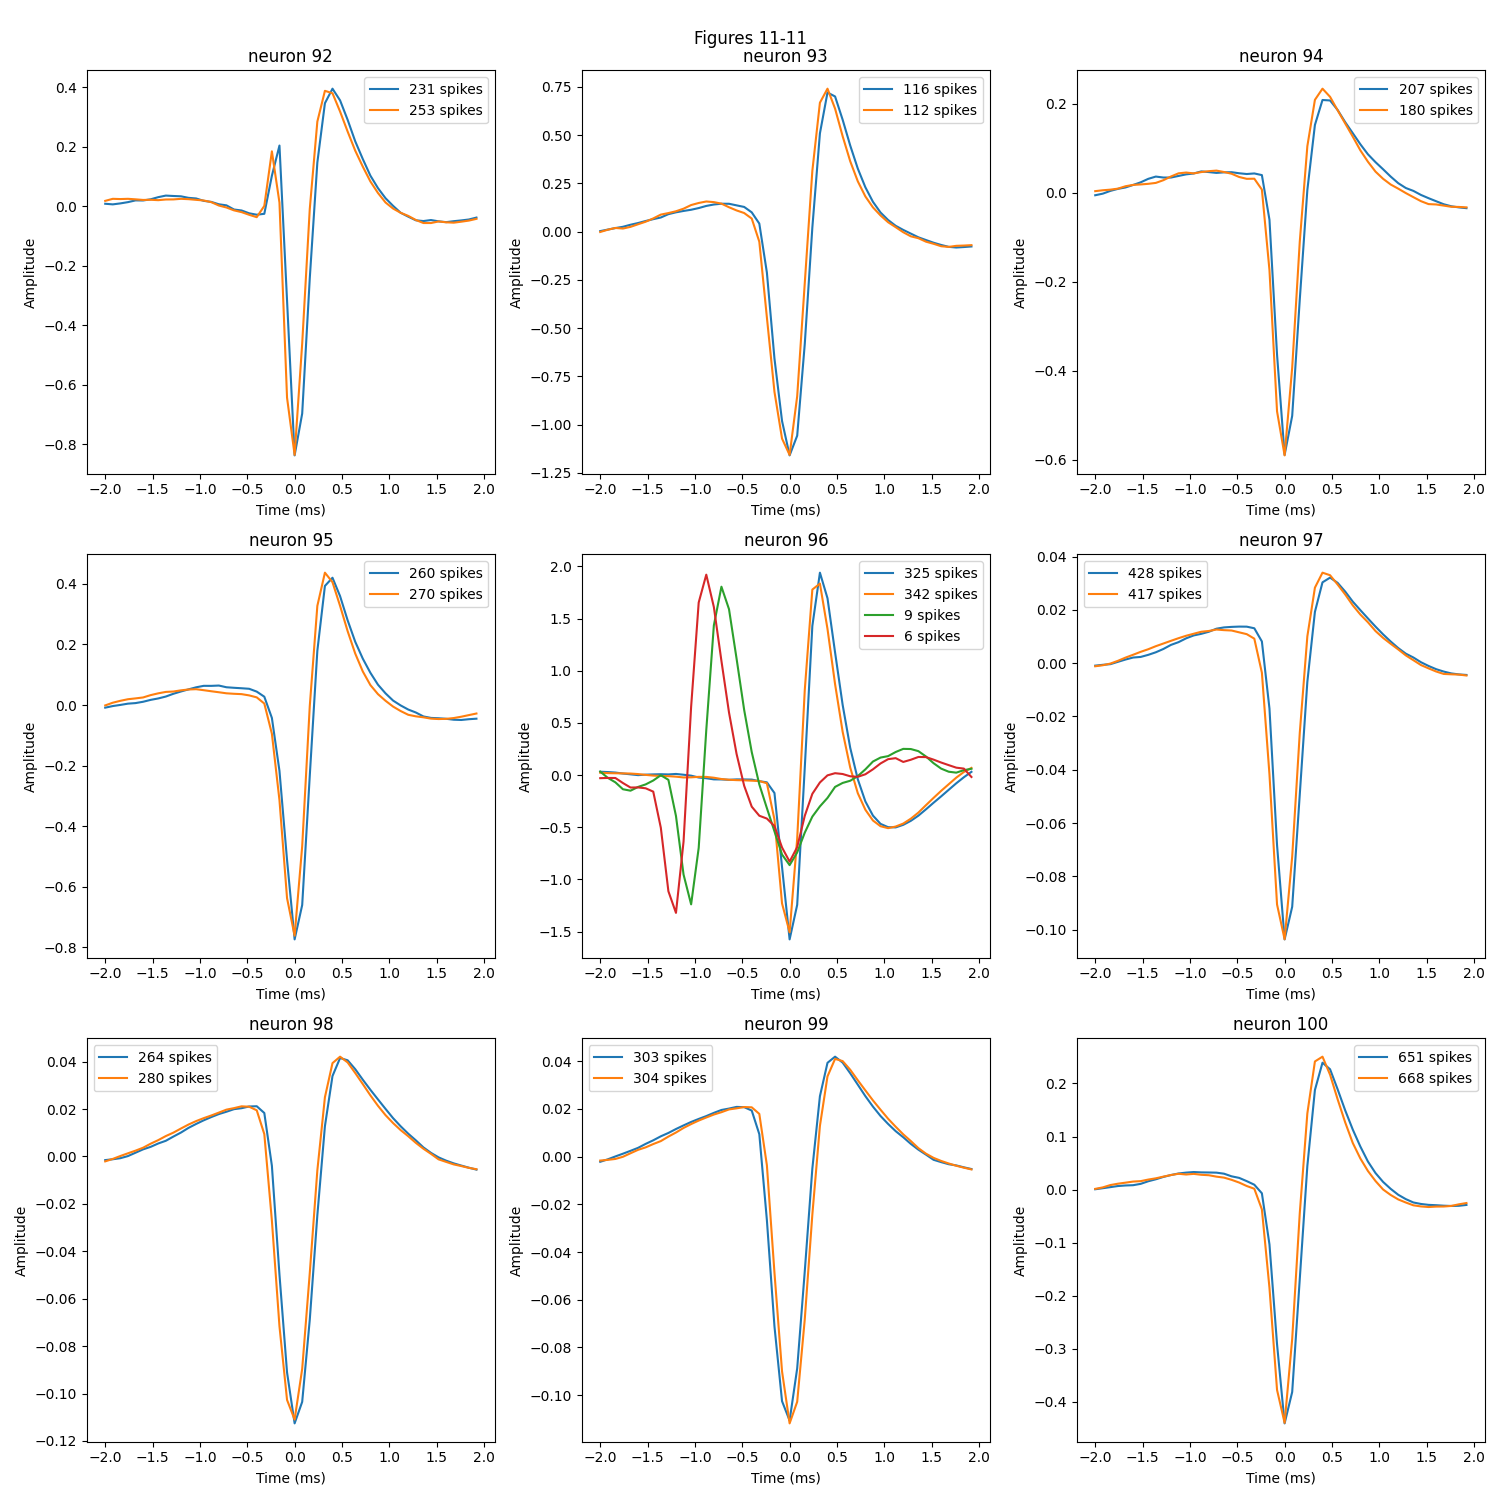 Figures 11-11
neuron 92
0.4
0.2
0.0
−0.2
−0.4
−0.6
−0.8
Amplitude
231 spikes
253 spikes
−2.0 −1.5 −1.0 −0.5 0.0 0.5 1.0 1.5 2.0
Time (ms)
neuron 93
0.75
0.50
0.25
0.00
−0.25
−0.50
−0.75
−1.00
−1.25
Amplitude
116 spikes
112 spikes
−2.0 −1.5 −1.0 −0.5 0.0 0.5 1.0 1.5 2.0
Time (ms)
neuron 94
0.2
0.0
−0.2
−0.4
−0.6
Amplitude
207 spikes
180 spikes
−2.0 −1.5 −1.0 −0.5 0.0 0.5 1.0 1.5 2.0
Time (ms)
neuron 95
0.4
0.2
0.0
−0.2
−0.4
−0.6
−0.8
Amplitude
260 spikes
270 spikes
−2.0 −1.5 −1.0 −0.5 0.0 0.5 1.0 1.5 2.0
Time (ms)
neuron 96
2.0
1.5
1.0
0.5
0.0
−0.5
−1.0
−1.5
Amplitude
325 spikes
342 spikes
9 spikes
6 spikes
−2.0 −1.5 −1.0 −0.5 0.0 0.5 1.0 1.5 2.0
Time (ms)
neuron 97
0.04
0.02
0.00
−0.02
−0.04
−0.06
−0.08
−0.10
Amplitude
428 spikes
417 spikes
−2.0 −1.5 −1.0 −0.5 0.0 0.5 1.0 1.5 2.0
Time (ms)
neuron 98
0.04
0.02
0.00
−0.02
−0.04
−0.06
−0.08
−0.10
−0.12
Amplitude
264 spikes
280 spikes
−2.0 −1.5 −1.0 −0.5 0.0 0.5 1.0 1.5 2.0
Time (ms)
neuron 99
0.04
0.02
0.00
−0.02
−0.04
−0.06
−0.08
−0.10
Amplitude
303 spikes
304 spikes
−2.0 −1.5 −1.0 −0.5 0.0 0.5 1.0 1.5 2.0
Time (ms)
neuron 100
0.2
0.1
0.0
−0.1
−0.2
−0.3
−0.4
Amplitude
651 spikes
668 spikes
−2.0 −1.5 −1.0 −0.5 0.0 0.5 1.0 1.5 2.0
Time (ms)